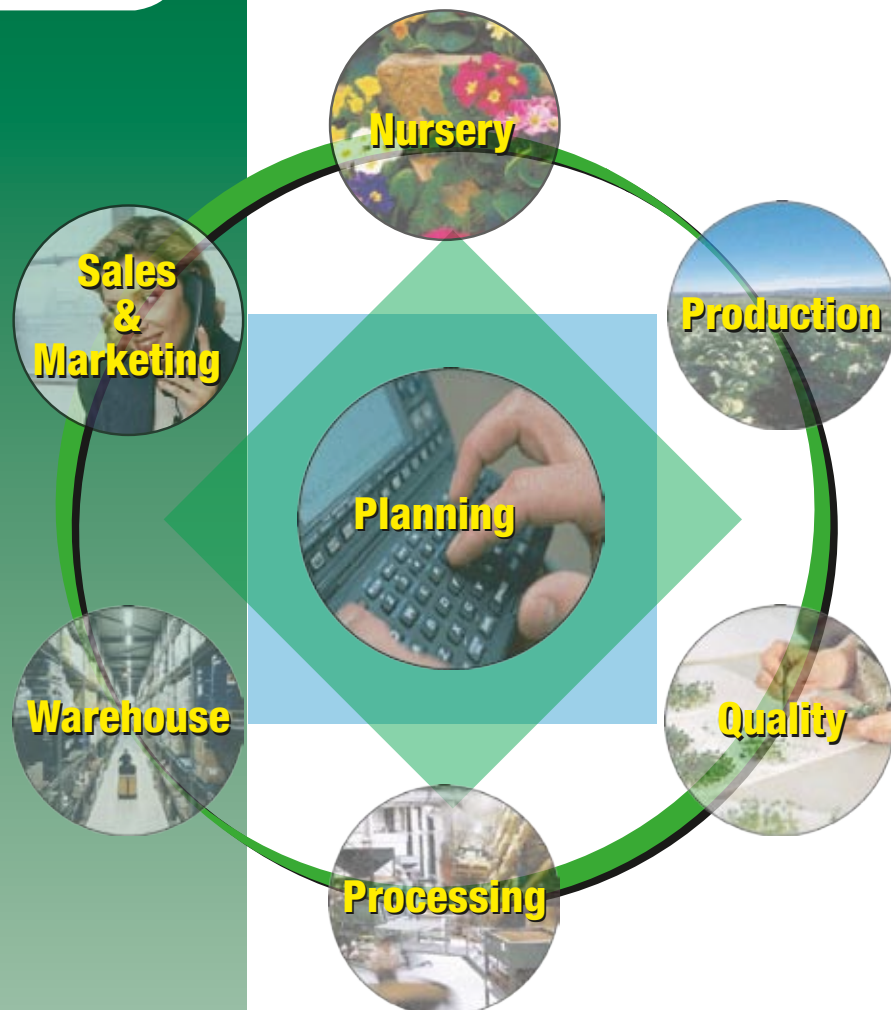 Nursery
Sales
&
Marketing
Production
Planning
Warehouse
Quality
Processing